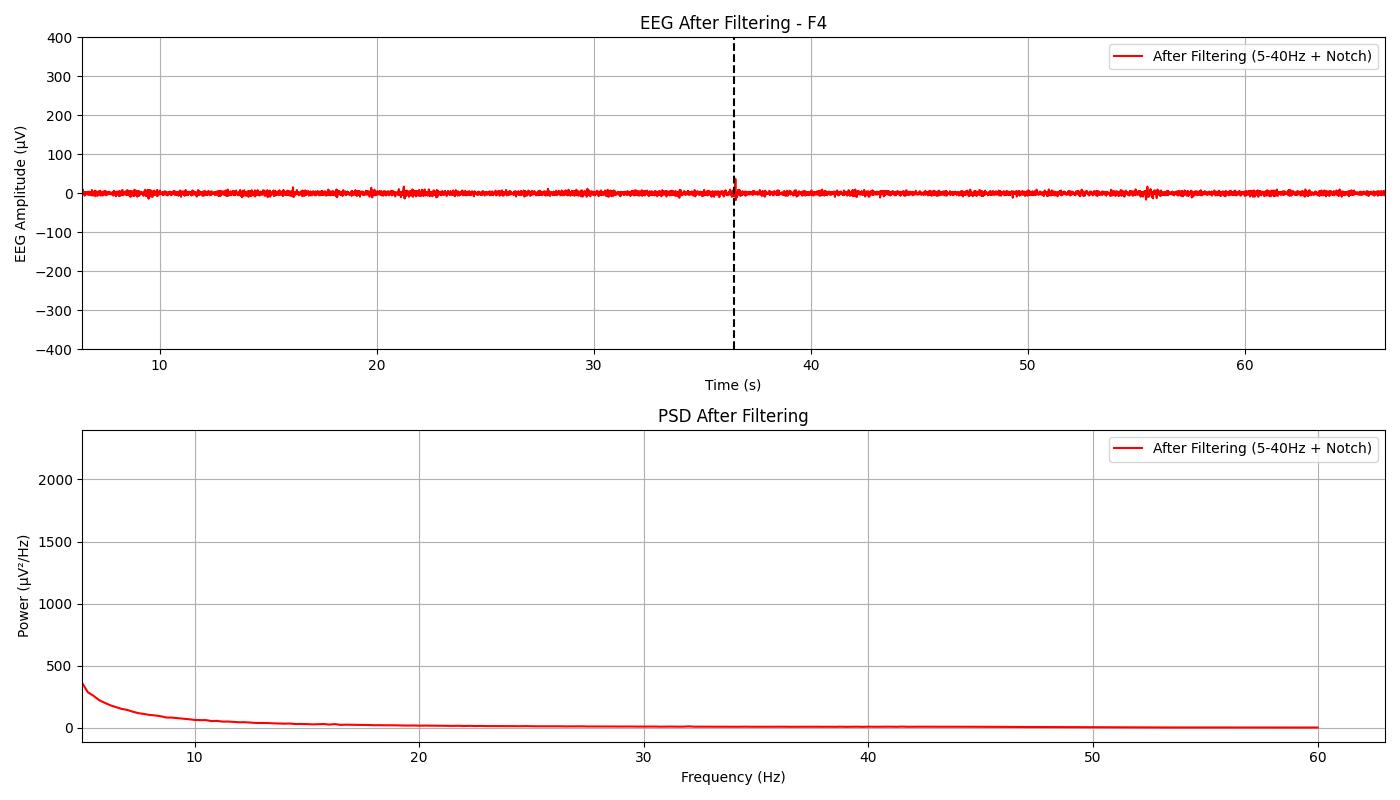 EEG After Filtering - F4
After Filtering (5-40Hz + Notch)
EEG Amplitude (μV)
400
300
200
100
0
−100
−200
−300
−400
10 20 30 40 50 60
Time (s)
PSD After Filtering
After Filtering (5-40Hz + Notch)
Power (μV²/Hz)
2000
1500
1000
500
0
10 20 30 40 50 60
Frequency (Hz)